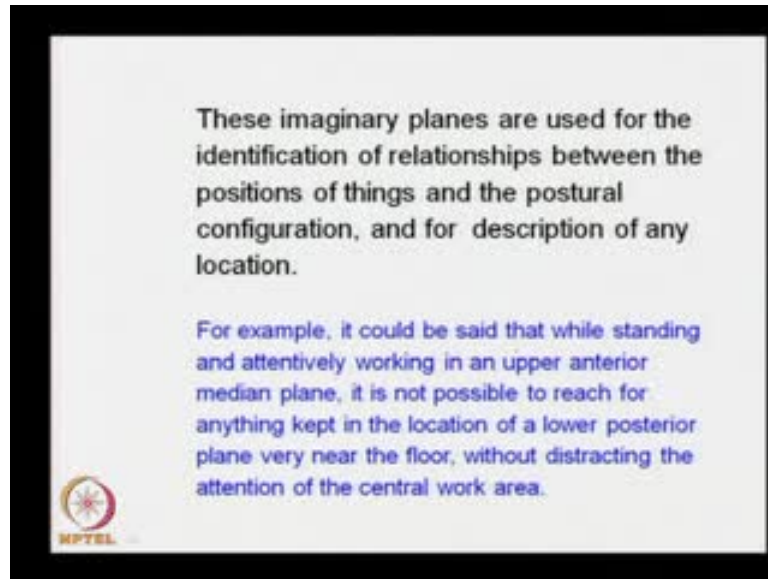 These imaginary planes are used for the
identification of relationships between the
positions of things and the postural
configuration, and for description of any
location.
For example, it could be said that while standing
and attentively working in an upper anterior
median plane, it is not possible to reach for
anything kept in the location of a lower posterior
plane very near the floor, without distracting the
attention of the central work area.
NPTEL